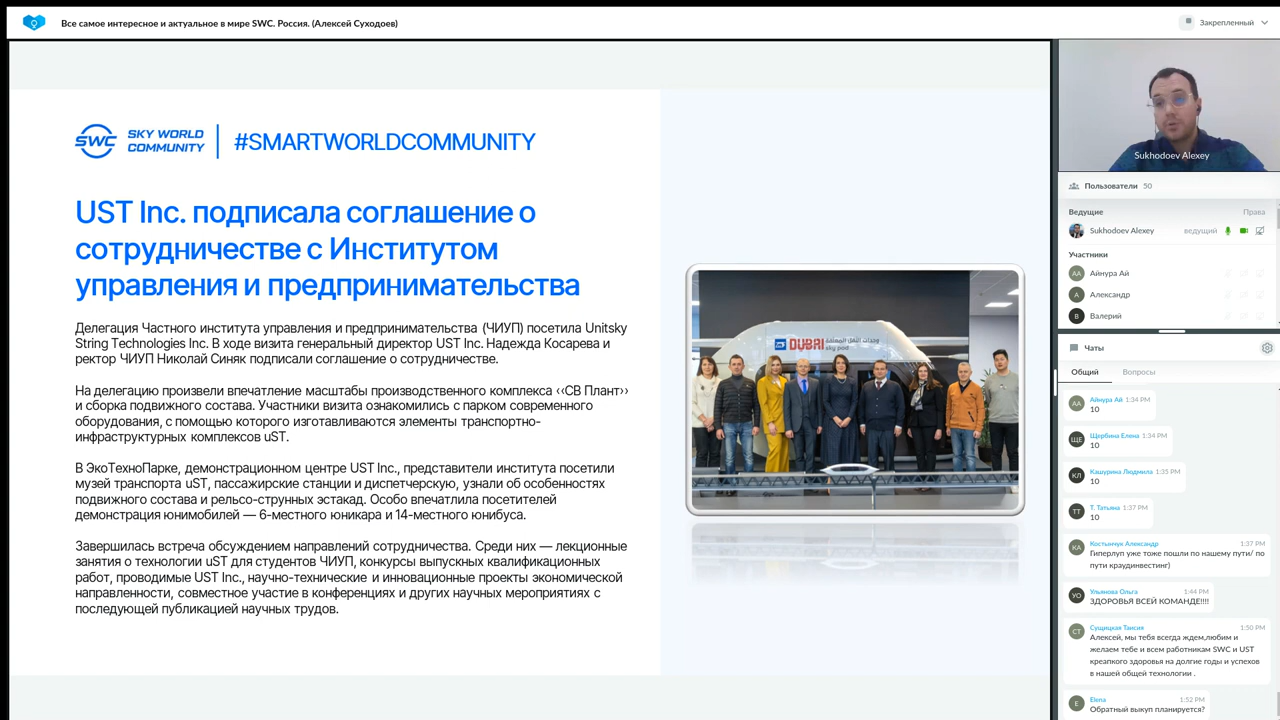 Все самое интересное и актуальное в мире SWC. Россия. (Алексей Суходоев)
Закрепленный
SWC SKY WORLD COMMUNITY
#SMARTWORLDCOMMUNITY
UST Inc. подписала соглашение о
сотрудничестве с Институтом
управления и предпринимательства
Делегация Частного института управления и предпринимательства (ЧИУП) посетила Unitsky
String Technologies Inc. В ходе визита генеральный директор UST Inc. Надежда Косарева и
ректор ЧИУП Николай Синяк подписали соглашение о сотрудничестве.
На делегацию произвели впечатление масштабы производственного комплекса ‹‹СВ Плант››
и сборка подвижного состава. Участники визита ознакомились с парком современного
оборудования, с помощью которого изготавливаются элементы транспортно-
инфраструктурных комплексов uST.
В ЭкоТехноПарке, демонстрационном центре UST Inc., представители института посетили
музей транспорта uST, пассажирские станции и диспетчерскую, узнали об особенностях
подвижного состава и рельсо-струнных эстакад. Особо впечатлила посетителей
демонстрация юнимобилей — 6-местного юникара и 14-местного юнибуса.
Завершилась встреча обсуждением направлений сотрудничества. Среди них — лекционные
занятия о технологии uST для студентов ЧИУП, конкурсы выпускных квалификационных
работ, проводимые UST Inc., научно-технические и инновационные проекты экономической
направленности, совместное участие в конференциях и других научных мероприятиях с
последующей публикацией научных трудов.
DUBAI
sky pod
Sukhodoev Alexey
Пользователи 50
Ведущие Права
Sukhodoev Alexey ведущий
Участники
АА Айнура Ай
А Александр
В Валерий
Чаты
Общий Вопросы
АА Айнура Ай 1:34 PM
10
ЩЕ Щербина Елена 1:34 PM
10
КЛ Кашурина Людмила 1:35 PM
10
ТТ Т. Татьяна 1:37 PM
10
КА Костынчук Александр 1:37 PM
Гиперлуп уже тоже пошли по нашему пути/ по
пути краудинвестинг)
УО Ульянова Ольга 1:44 PM
ЗДОРОВЬЯ ВСЕЙ КОМАНДЕ!!!!
СТ Сущицкая Таисия 1:50 PM
Алексей, мы тебя всегда ждем,любим и
желаем тебе и всем работникам SWC и UST
креапкого здоровья на долгие годы и успехов
в нашей общей технологии .
E Elena 1:52 PM
Обратный выкуп планируется?